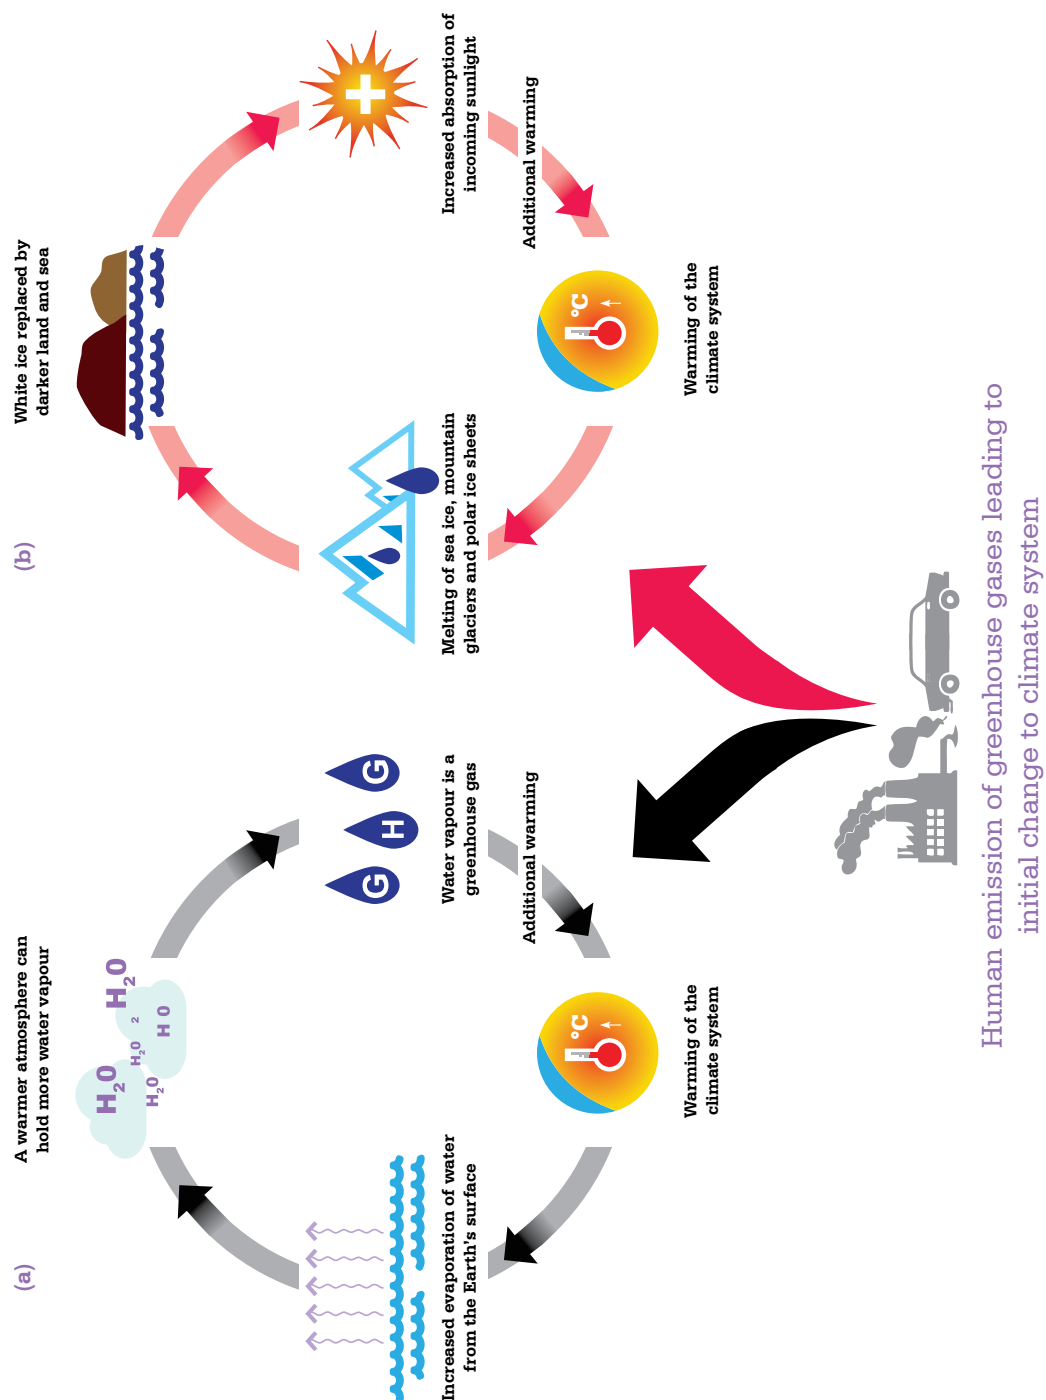 (a)
A warmer atmosphere can
hold more water vapour
H2O
H2O
H2O
H2O
2
H O
Increased evaporation of water
from the Earth's surface
G
H
G
Water vapour is a
greenhouse gas
Additional warming
°C
Warming of the
climate system
(b)
White ice replaced by
darker land and sea
Melting of sea ice, mountain
glaciers and polar ice sheets
Increased absorption of
incoming sunlight
Additional warming
°C
Warming of the
climate system
Human emission of greenhouse gases leading to
initial change to climate system